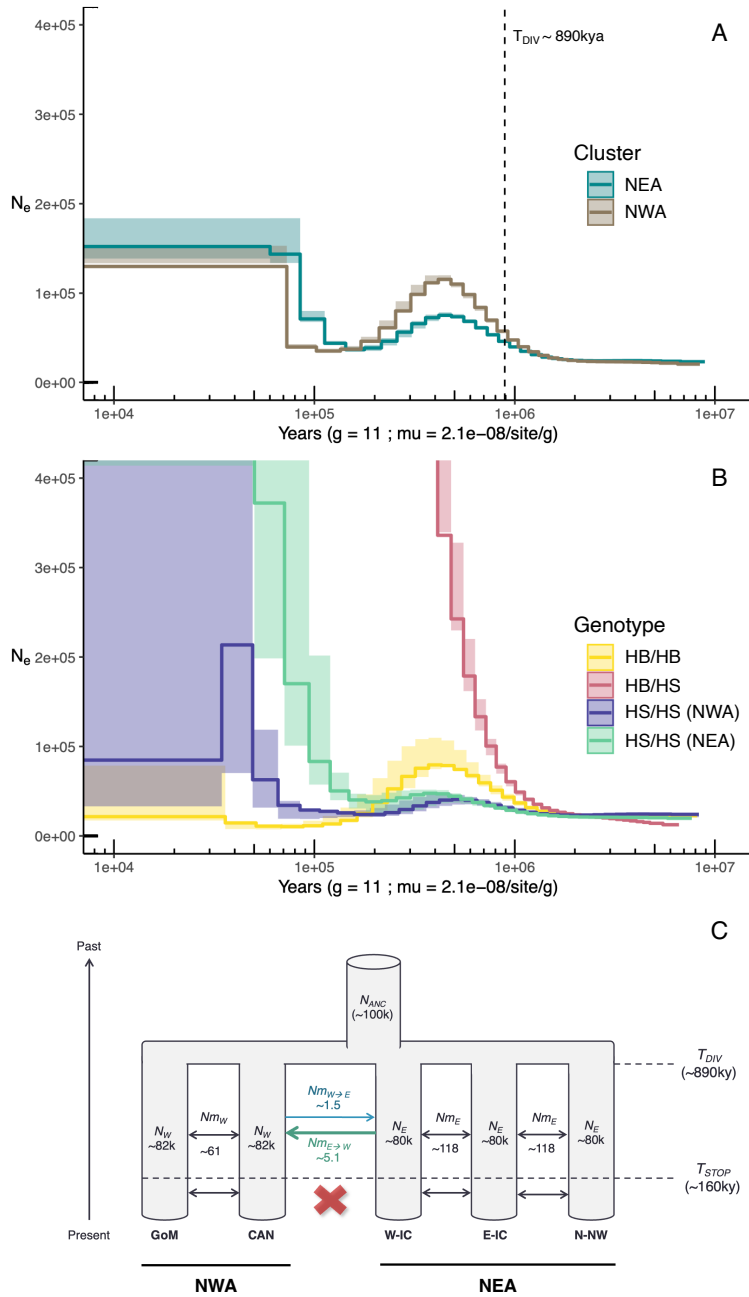 A
4e+05
T_DIV ~ 890kya
3e+05
Cluster
NEA
NWA
2e+05
N_e
1e+05
0e+00
1e+04 1e+05 1e+06 1e+07
Years (g = 11 ; mu = 2.1e−08/site/g)
B
4e+05
3e+05
Genotype
HB/HB
HB/HS
HS/HS (NWA)
HS/HS (NEA)
2e+05
N_e
1e+05
0e+00
1e+04 1e+05 1e+06 1e+07
Years (g = 11 ; mu = 2.1e−08/site/g)
C
Past
N_ANC
(~100k)
T_DIV
(~890ky)
Nm_W→E
~1.5
N_W Nm_W N_W N_E Nm_E N_E Nm_E N_E
~82k ~82k ~80k ~80k ~80k
~61 ~118 ~118
Nm_E→W
~5.1
T_STOP
(~160ky)
Present GoM CAN W-IC E-IC N-NW
NWA NEA